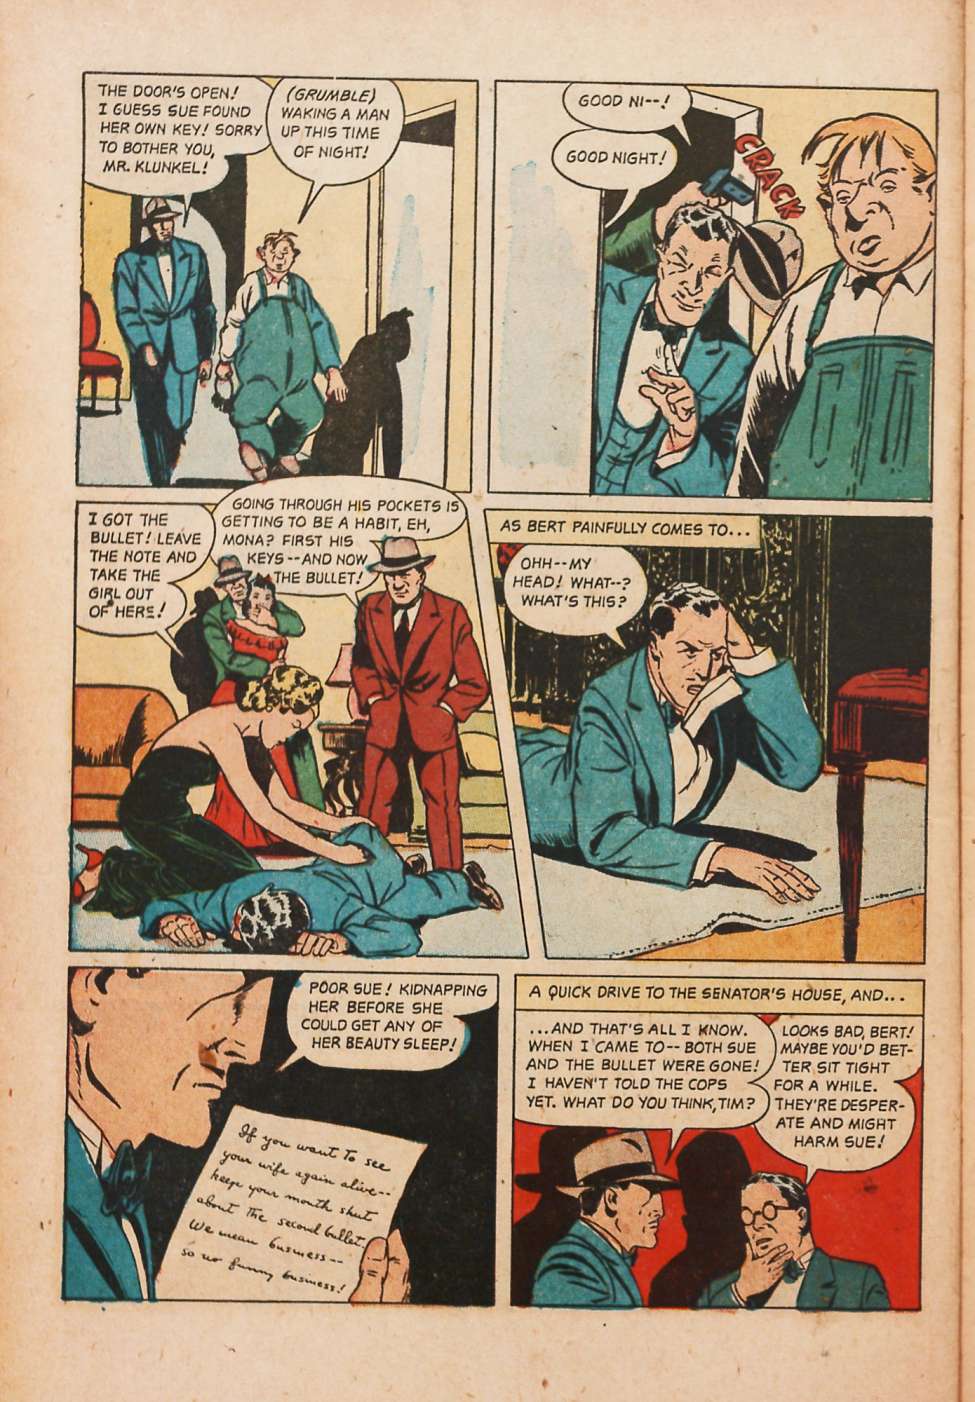 THE DOOR'S OPEN!
I GUESS SUE FOUND
HER OWN KEY! SORRY
TO BOTHER YOU,
MR. KLUNKEL!
(GRUMBLE)
WAKING A MAN
UP THIS TIME
OF NIGHT!
GOOD NI--!
GOOD NIGHT!
CRACK
I GOT THE
BULLET! LEAVE
THE NOTE AND
TAKE THE
GIRL OUT
OF HERE!
GOING THROUGH HIS POCKETS IS
GETTING TO BE A HABIT, EH,
MONA? FIRST HIS
KEYS--AND NOW
THE BULLET!
AS BERT PAINFULLY COMES TO...
OHH--MY
HEAD! WHAT--?
WHAT'S THIS?
POOR SUE! KIDNAPPING
HER BEFORE SHE
COULD GET ANY OF
HER BEAUTY SLEEP!
If you want to see
your wife again alive--
keep your mouth shut
about the second bullet.
We mean business--
so no funny business!
A QUICK DRIVE TO THE SENATOR'S HOUSE, AND...
...AND THAT'S ALL I KNOW.
WHEN I CAME TO-- BOTH SUE
AND THE BULLET WERE GONE!
I HAVEN'T TOLD THE COPS
YET. WHAT DO YOU THINK, TIM?
LOOKS BAD, BERT!
MAYBE YOU'D BET-
TER SIT TIGHT
FOR A WHILE.
THEY'RE DESPER-
ATE AND MIGHT
HARM SUE!